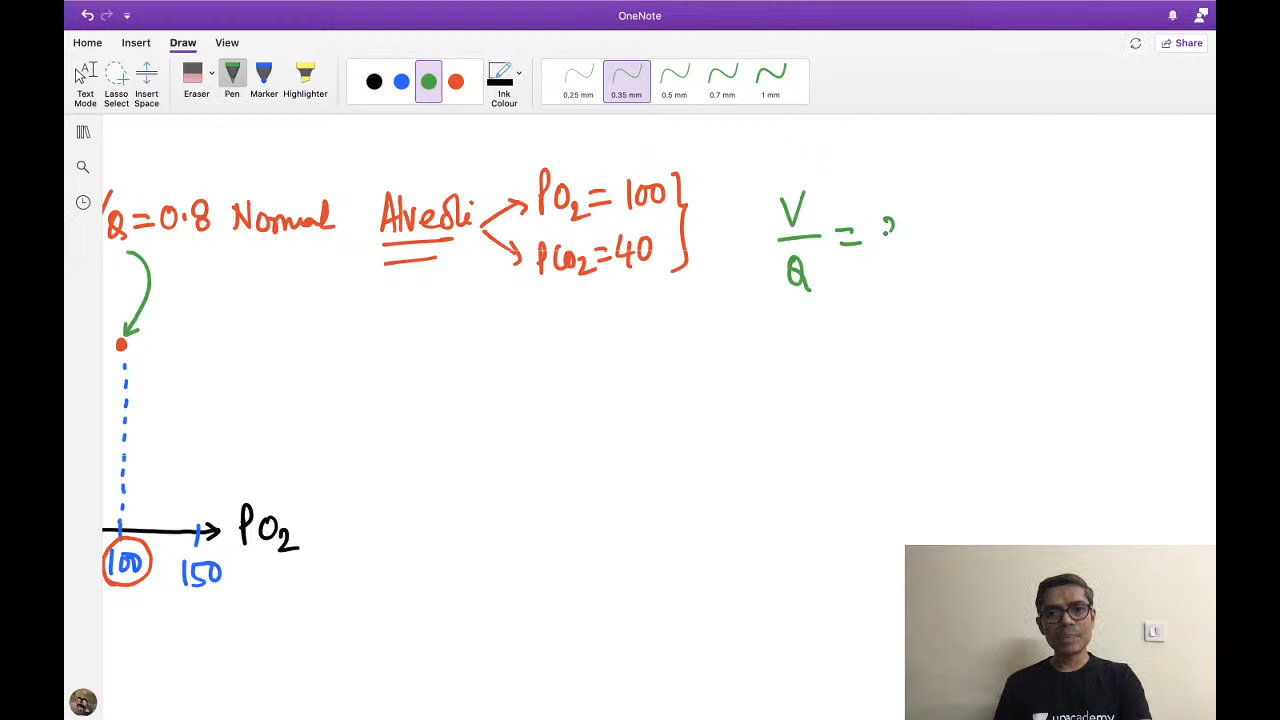 OneNote
Home Insert Draw View
Share
Text Mode
Lasso Select
Insert Space
Eraser
Pen
Marker
Highlighter
Ink Colour
0.25 mm
0.35 mm
0.5 mm
0.7 mm
1 mm
/Q = 0.8 Normal
Alveoli
PO2 = 100
PCO2 = 40
V
Q
=
PO2
100
150
unacademy